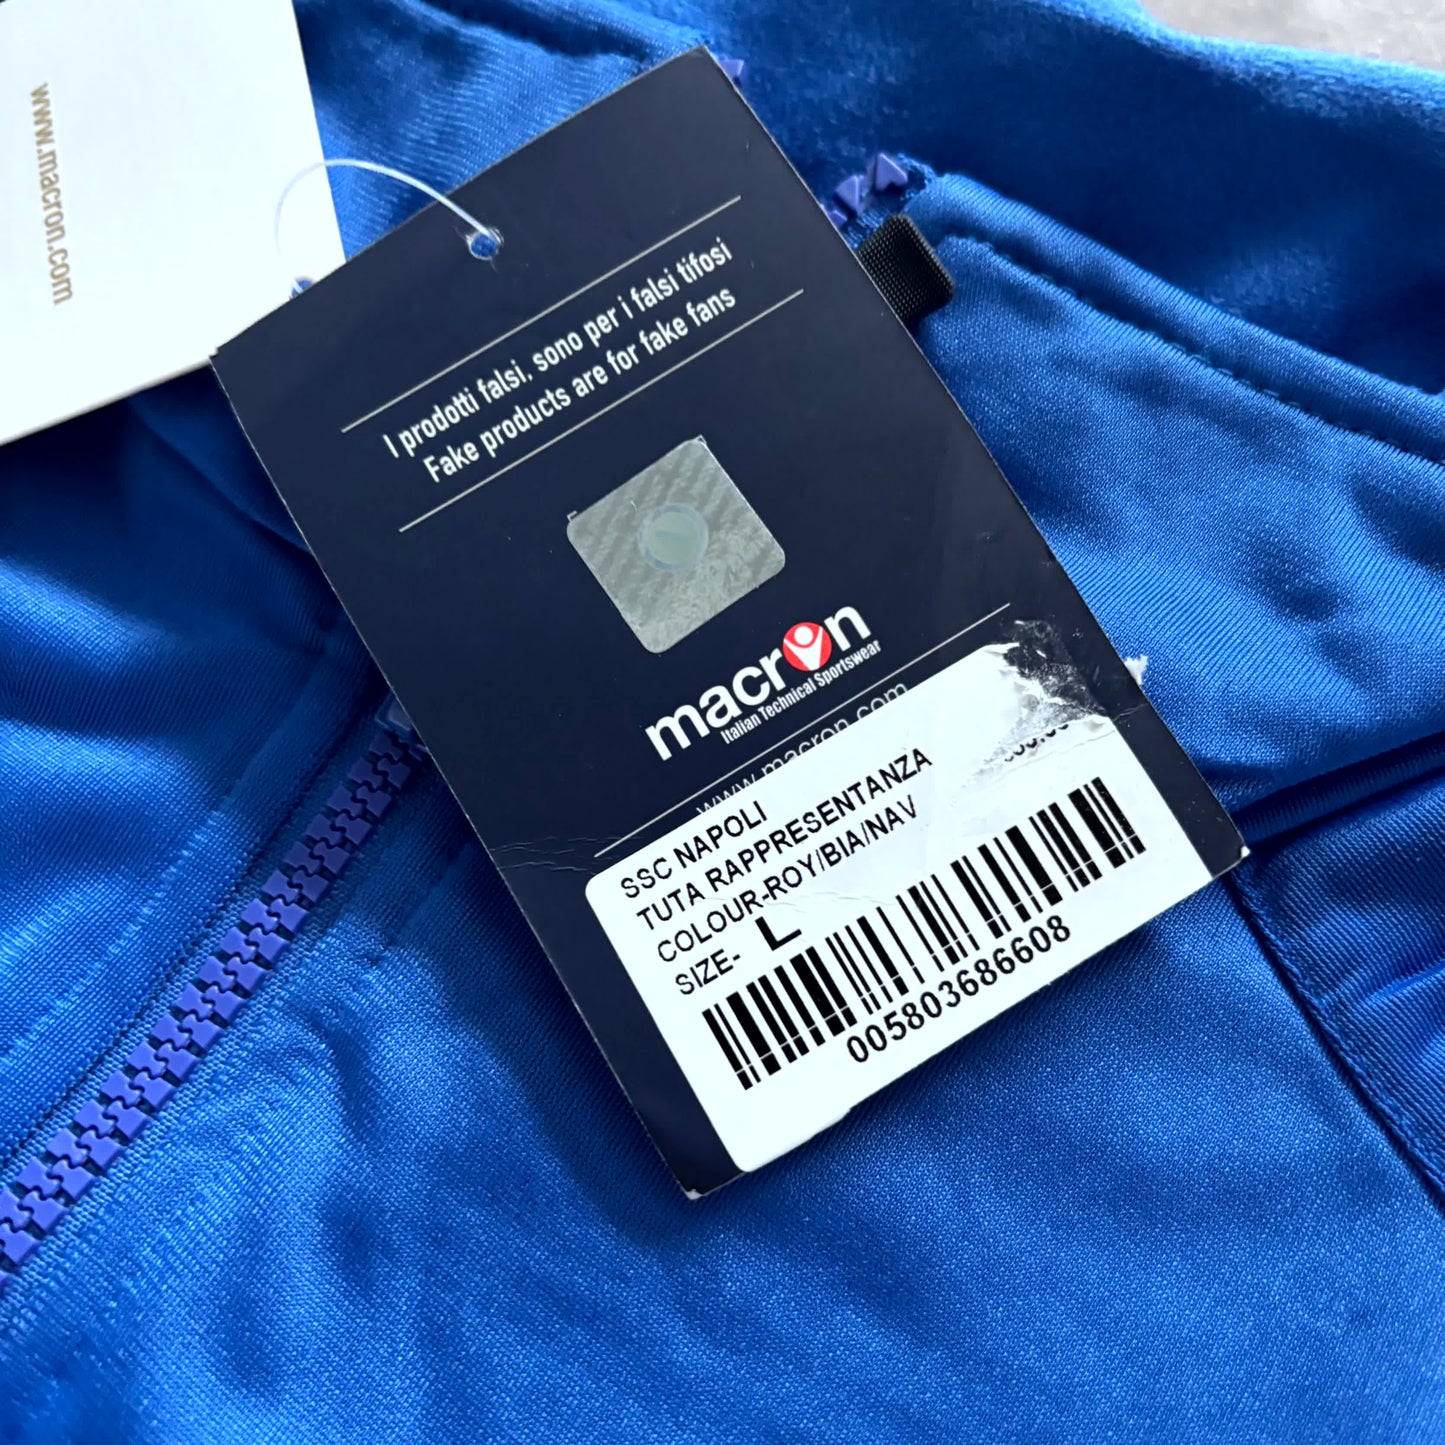 www.macron.com
I prodotti falsi. sono per i falsi tifosi
Fake products are for fake fans
macron
Italian Technical Sportswear
www.macron.com
SSC NAPOLI
TUTA RAPPRESENTANZA
COLOUR-ROY/BIA/NAV
SIZE- L
005803686608